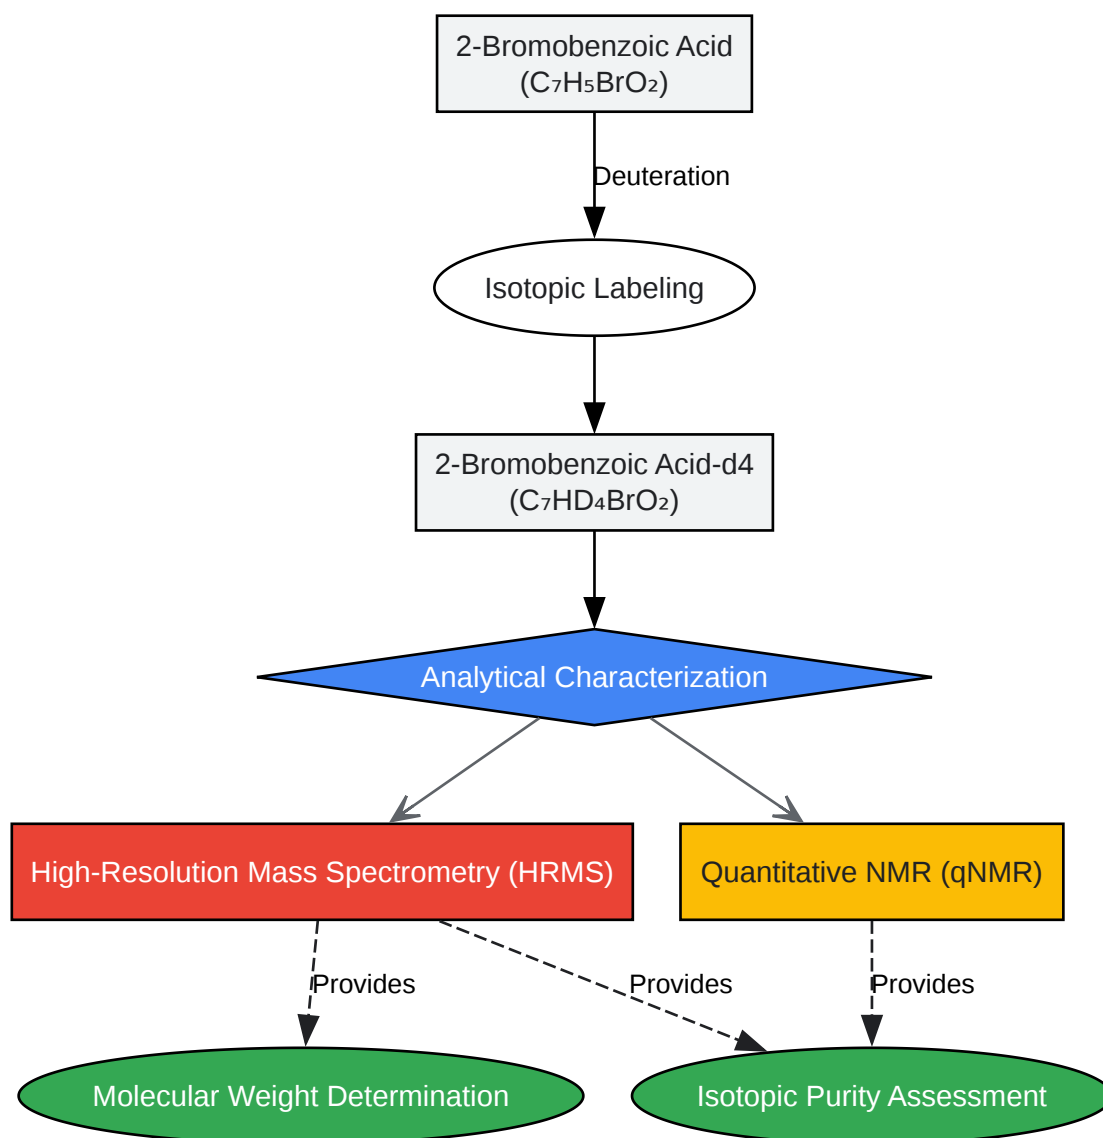 2-Bromobenzoic Acid
(C₇H₅BrO₂)
Deuteration
Isotopic Labeling
2-Bromobenzoic Acid-d4
(C₇HD₄BrO₂)
Analytical Characterization
High-Resolution Mass Spectrometry (HRMS)
Quantitative NMR (qNMR)
Provides
Provides
Provides
Molecular Weight Determination
Isotopic Purity Assessment